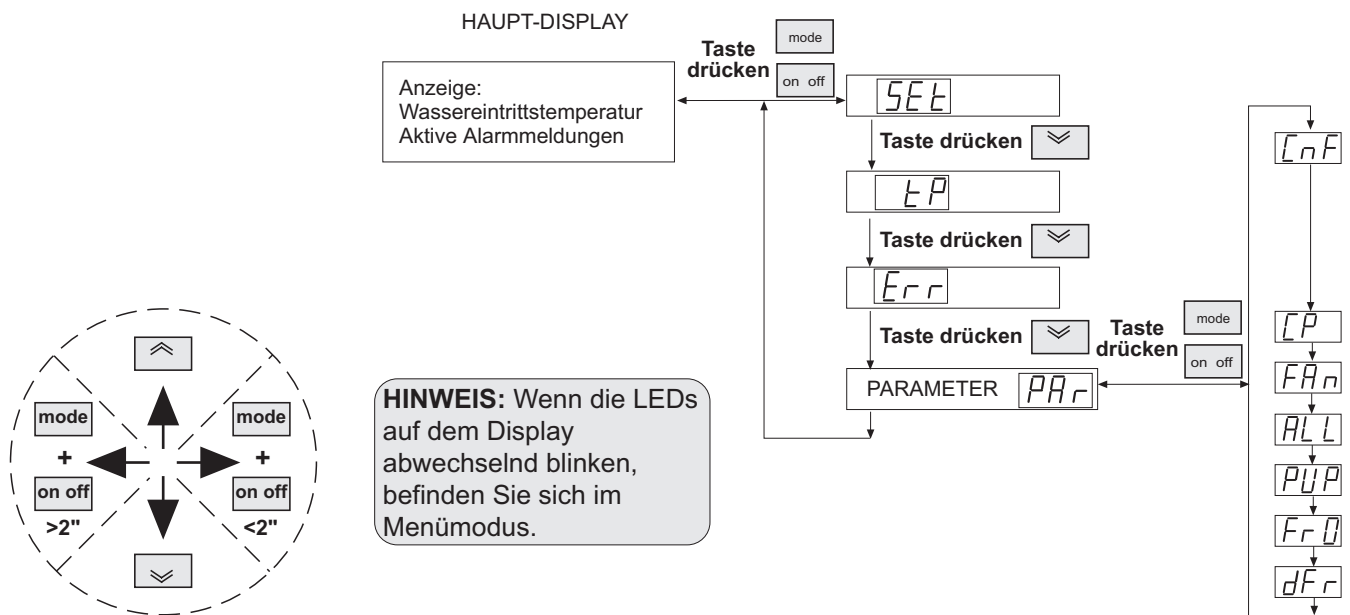 HAUPT-DISPLAY
Anzeige:
Wassereintrittstemperatur
Aktive Alarmmeldungen
Taste
drücken
mode
on off
SEt
Taste drücken
tP
Taste drücken
Err
Taste drücken
PARAMETER PAr
Taste
drücken
mode
on off
CnF
CP
FAn
ALL
PUP
Fr0
dFr
mode
+
on off
>2"
mode
+
on off
<2"
HINWEIS: Wenn die LEDs
auf dem Display
abwechselnd blinken,
befinden Sie sich im
Menümodus.